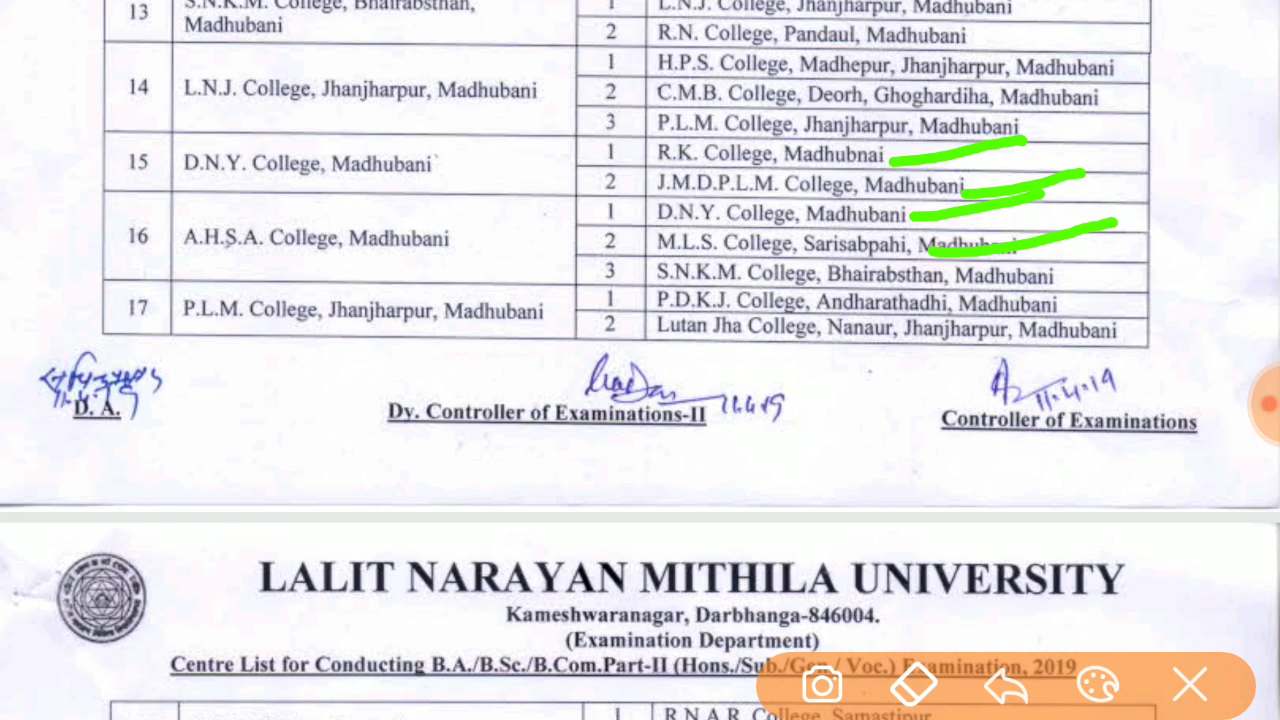 13
S.N.K.M. College, Bhairabsthan,
Madhubani
1 L.N.J. College, Jhanjharpur, Madhubani
2 R.N. College, Pandaul, Madhubani
14 L.N.J. College, Jhanjharpur, Madhubani
1 H.P.S. College, Madhepur, Jhanjharpur, Madhubani
2 C.M.B. College, Deorh, Ghoghardiha, Madhubani
3 P.L.M. College, Jhanjharpur, Madhubani
15 D.N.Y. College, Madhubani
1 R.K. College, Madhubnai
2 J.M.D.P.L.M. College, Madhubani
16 A.H.S.A. College, Madhubani
1 D.N.Y. College, Madhubani
2 M.L.S. College, Sarisabpahi, Madhubani
3 S.N.K.M. College, Bhairabsthan, Madhubani
17 P.L.M. College, Jhanjharpur, Madhubani
1 P.D.K.J. College, Andharathadhi, Madhubani
2 Lutan Jha College, Nanaur, Jhanjharpur, Madhubani
11.4.19
D. A.
Dy. Controller of Examinations-II
11.4.19
Controller of Examinations
LALIT NARAYAN MITHILA UNIVERSITY
Kameshwaranagar, Darbhanga-846004.
(Examination Department)
Centre List for Conducting B.A./B.Sc./B.Com.Part-II (Hons./Sub./Gen./ Voc.) Examination, 2019
1 R.N.A.R. College, Samastipur